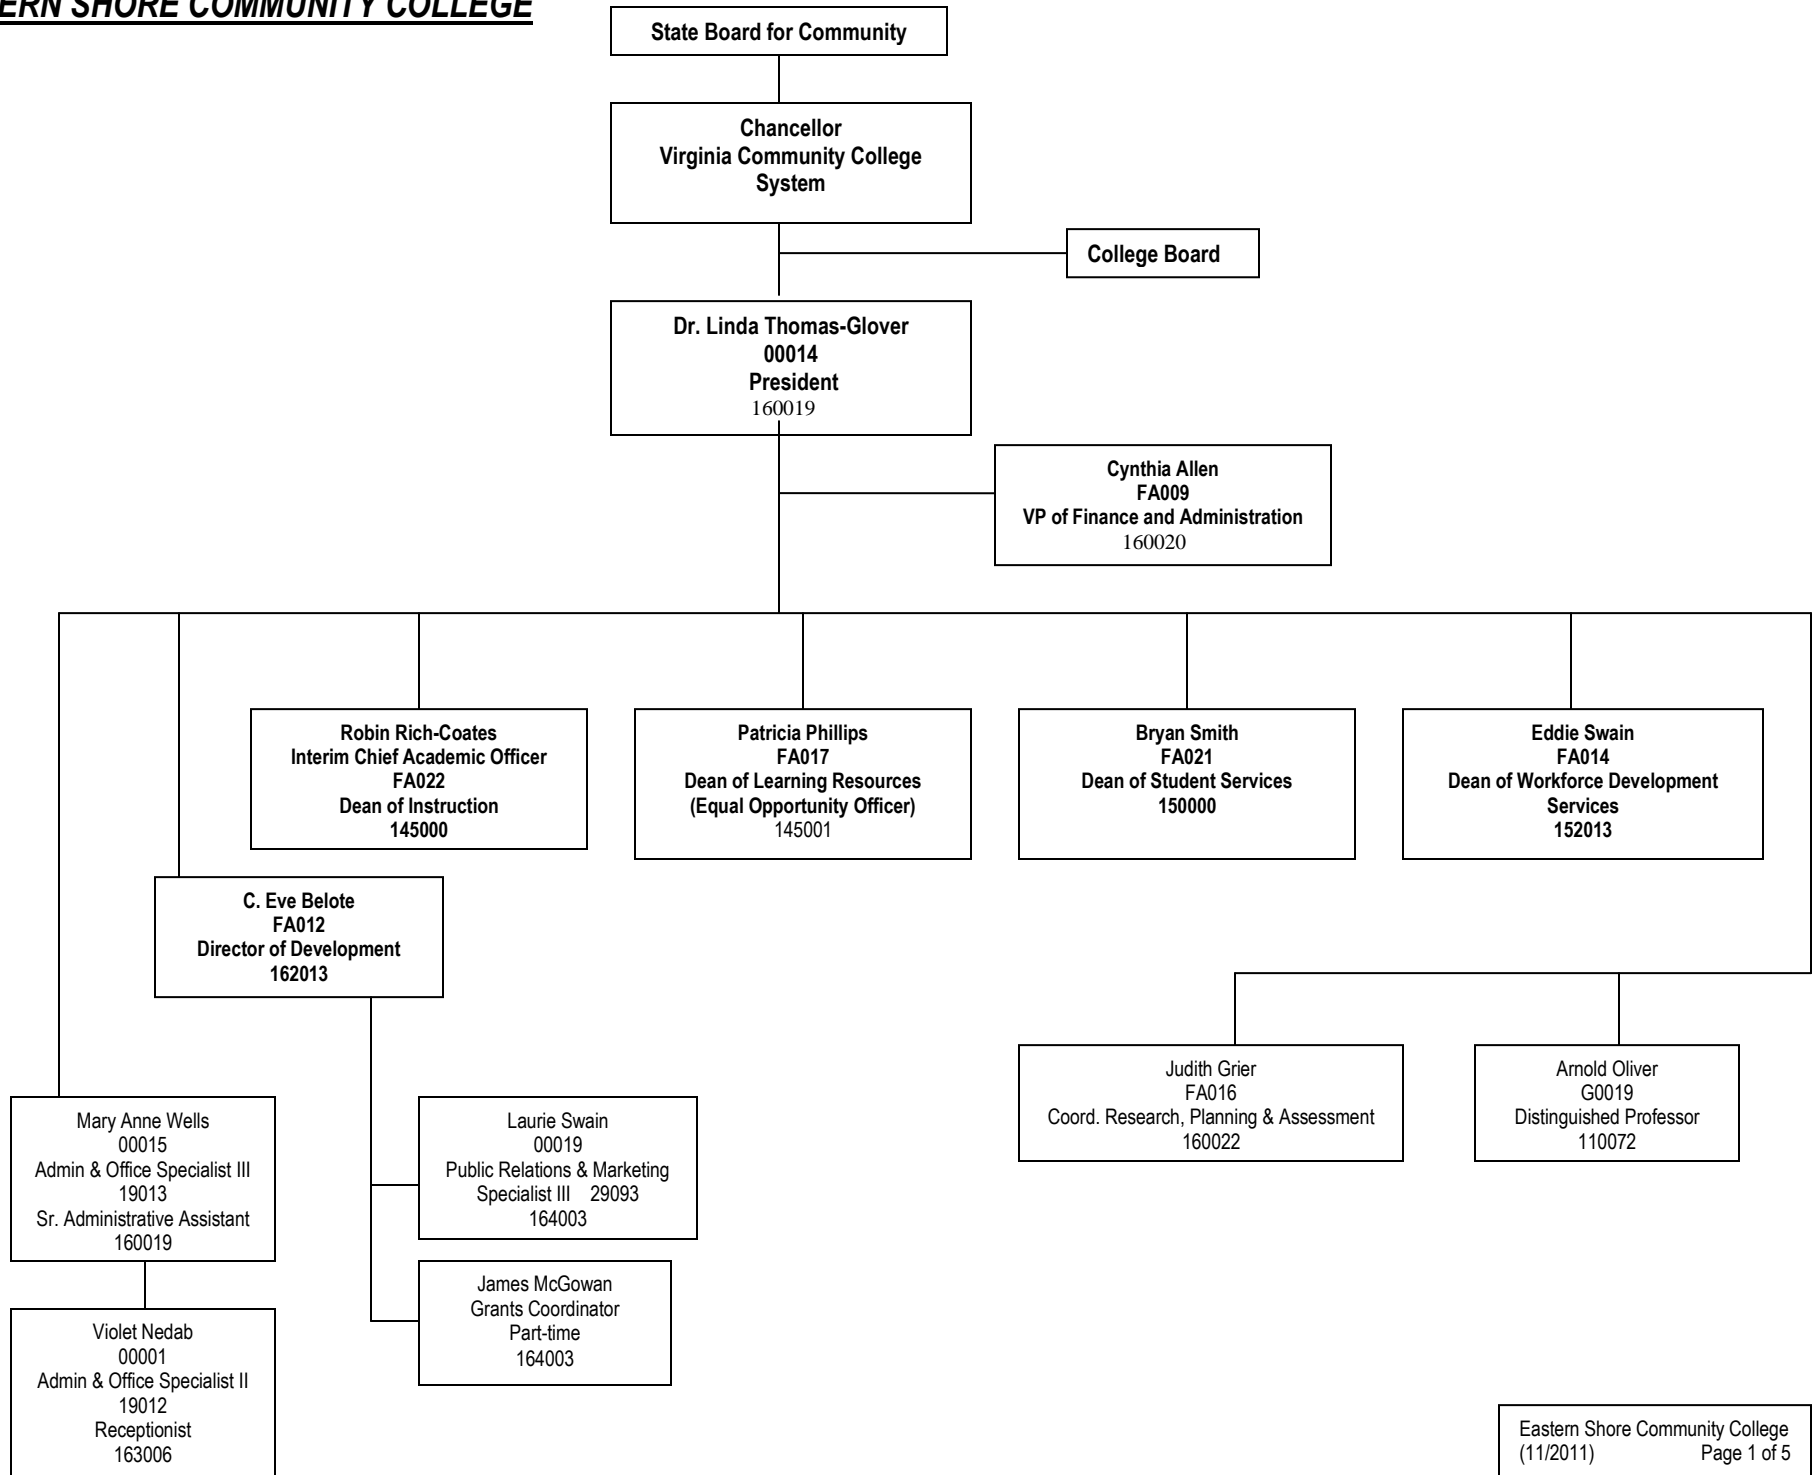 ERN SHORE COMMUNITY COLLEGE
State Board for Community
Chancellor
Virginia Community College
System
College Board
Dr. Linda Thomas-Glover
00014
President
160019
Cynthia Allen
FA009
VP of Finance and Administration
160020
Robin Rich-Coates
Interim Chief Academic Officer
FA022
Dean of Instruction
145000
Patricia Phillips
FA017
Dean of Learning Resources
(Equal Opportunity Officer)
145001
Bryan Smith
FA021
Dean of Student Services
150000
Eddie Swain
FA014
Dean of Workforce Development
Services
152013
C. Eve Belote
FA012
Director of Development
162013
Judith Grier
FA016
Coord. Research, Planning & Assessment
160022
Arnold Oliver
G0019
Distinguished Professor
110072
Mary Anne Wells
00015
Admin & Office Specialist III
19013
Sr. Administrative Assistant
160019
Laurie Swain
00019
Public Relations & Marketing
Specialist III 29093
164003
James McGowan
Grants Coordinator
Part-time
164003
Violet Nedab
00001
Admin & Office Specialist II
19012
Receptionist
163006
Eastern Shore Community College
(11/2011) Page 1 of 5